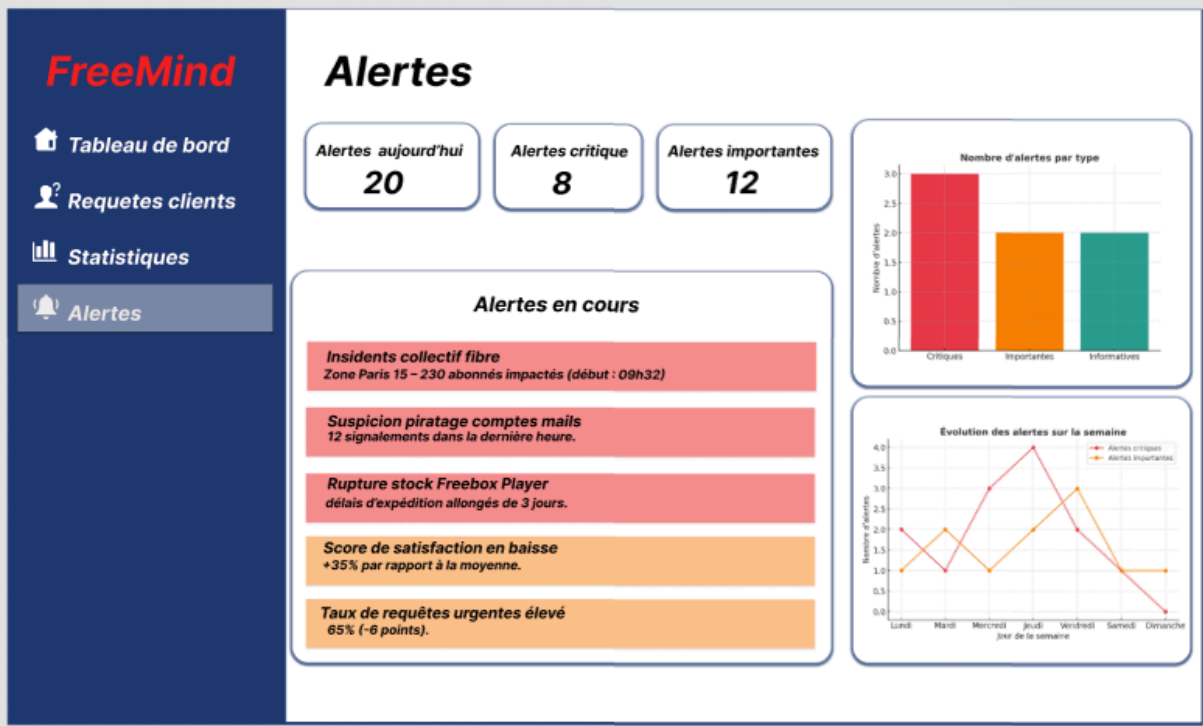 FreeMind
Tableau de bord
Requetes clients
Statistiques
Alertes
Alertes
Alertes aujourd'hui
20
Alertes critique
8
Alertes importantes
12
Alertes en cours
Insidents collectif fibre
Zone Paris 15 – 230 abonnés impactés (début : 09h32)
Suspicion piratage comptes mails
12 signalements dans la dernière heure.
Rupture stock Freebox Player
délais d'expédition allongés de 3 jours.
Score de satisfaction en baisse
+35% par rapport à la moyenne.
Taux de requêtes urgentes élevé
65% (-6 points).
Nombre d'alertes par type
Nombre d'alertes
3.0
2.5
2.0
1.5
1.0
0.5
0.0
Critiques
Importantes
Informatives
Évolution des alertes sur la semaine
Alertes critiques
Alertes importantes
Nombre d'alertes
4.0
3.5
3.0
2.5
2.0
1.5
1.0
0.5
0.0
Lundi
Mardi
Mercredi
Jeudi
Vendredi
Samedi
Dimanche
Jour de la semaine